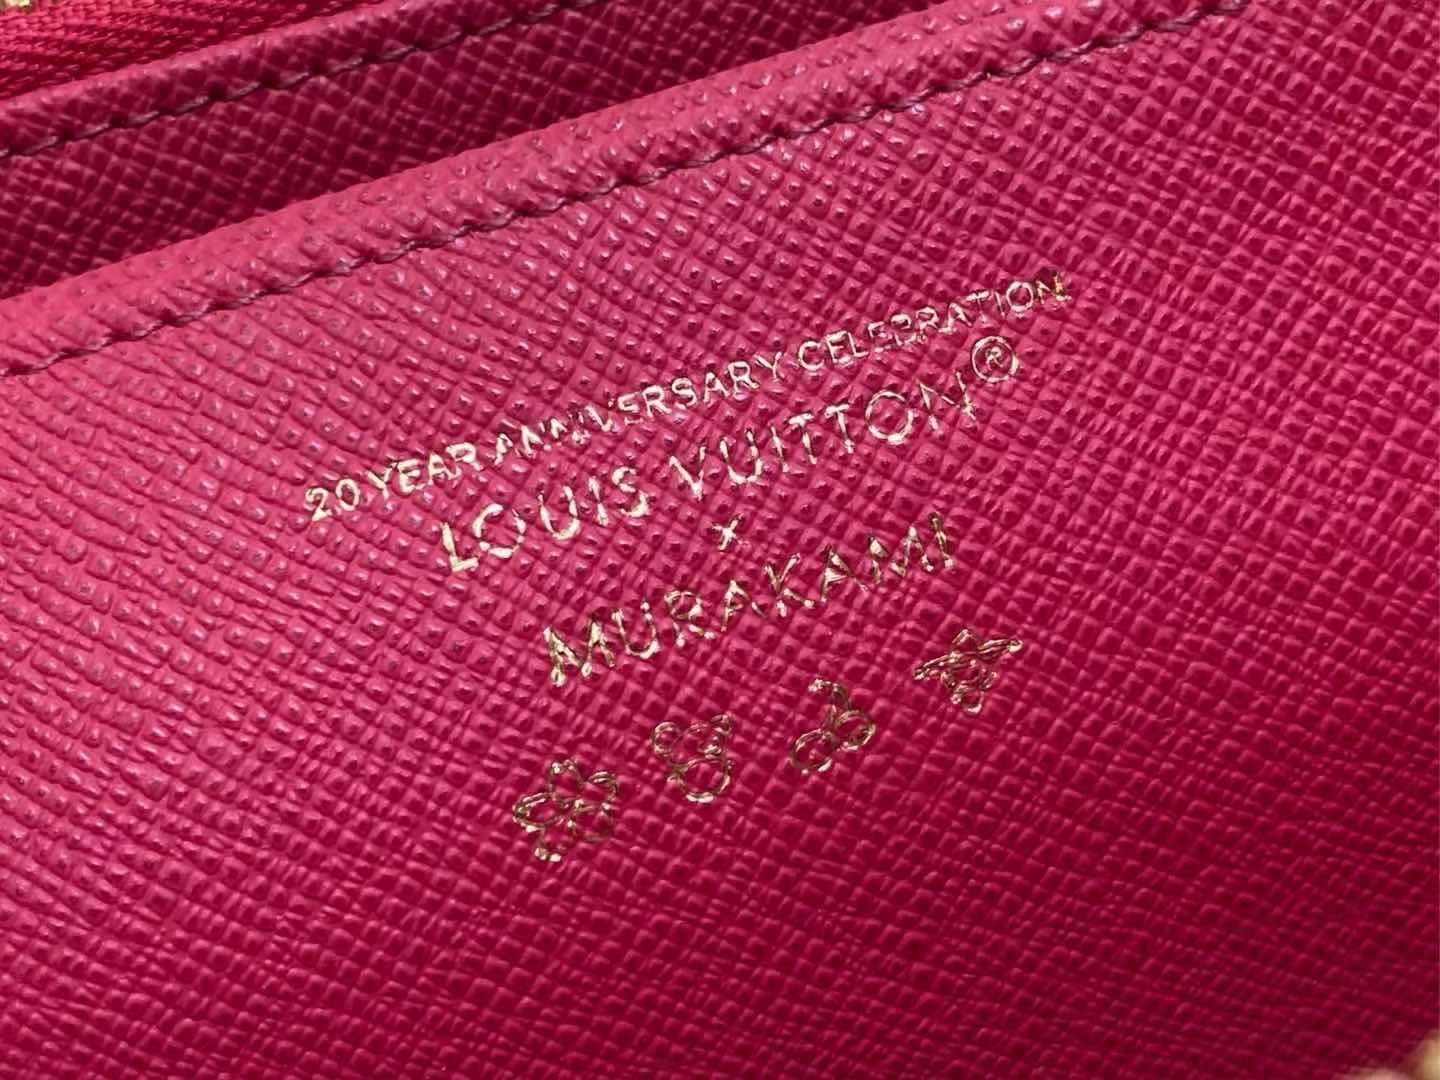 20 YEAR ANNIVERSARY CELEBRATION
LOUIS VUITTON®
×
MURAKAMI